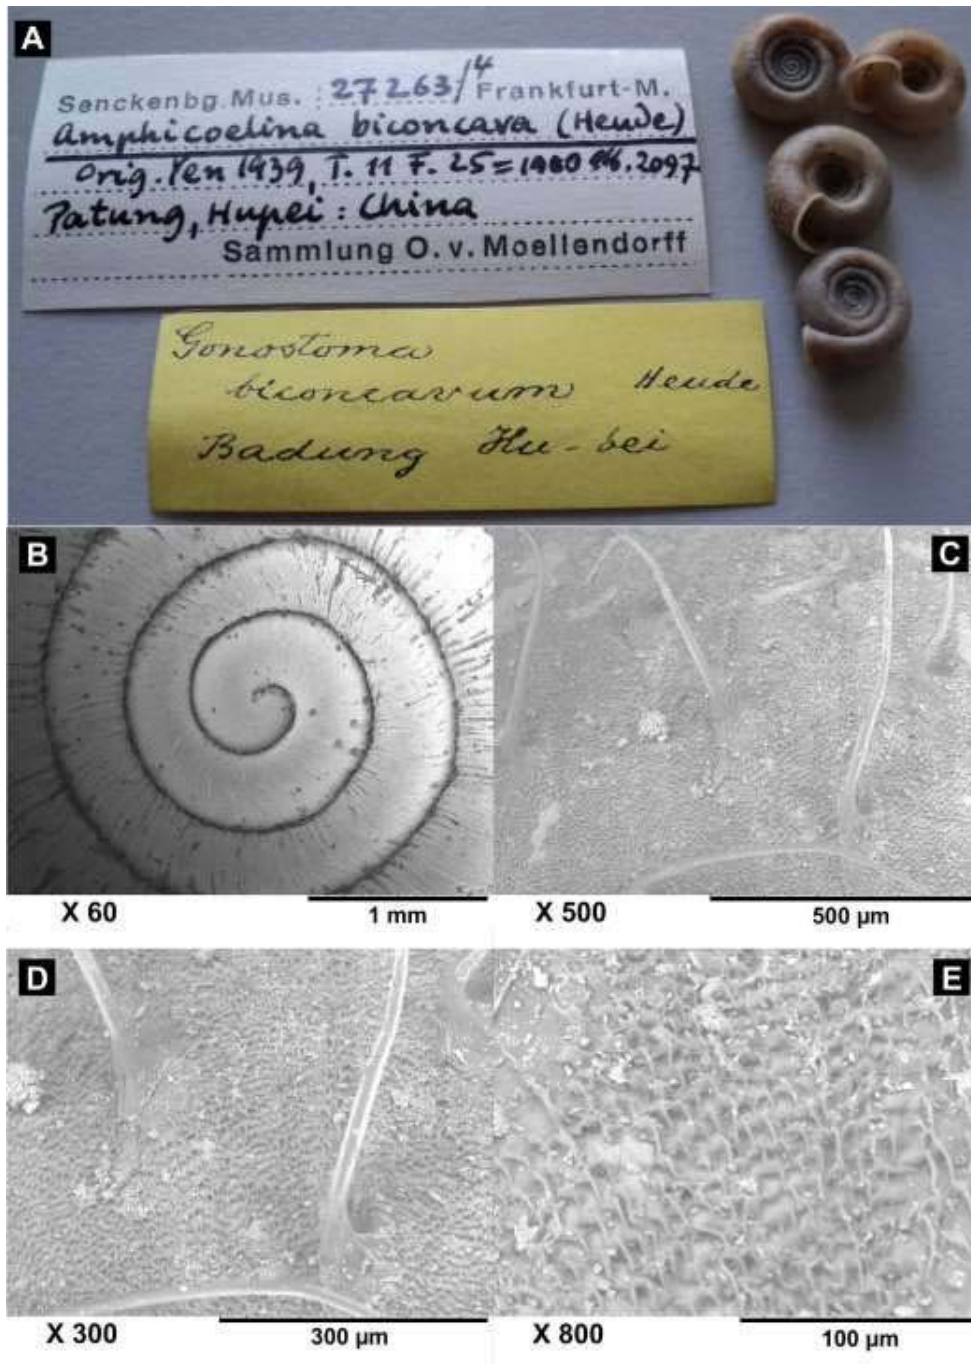 A
Senckenbg. Mus. : 27263/4 Frankfurt-M.
Amphicoelina biconcava (Heude)
Orig. Yen 1939, T. 11 F. 25 = 1980 2097
Patung, Hupei : China
Sammlung O. v. Moellendorff
Gonostoma
biconcavum Heude
Badung Hu-bei
B
C
X 60
1 mm
X 500
500 µm
D
E
X 300
300 µm
X 800
100 µm